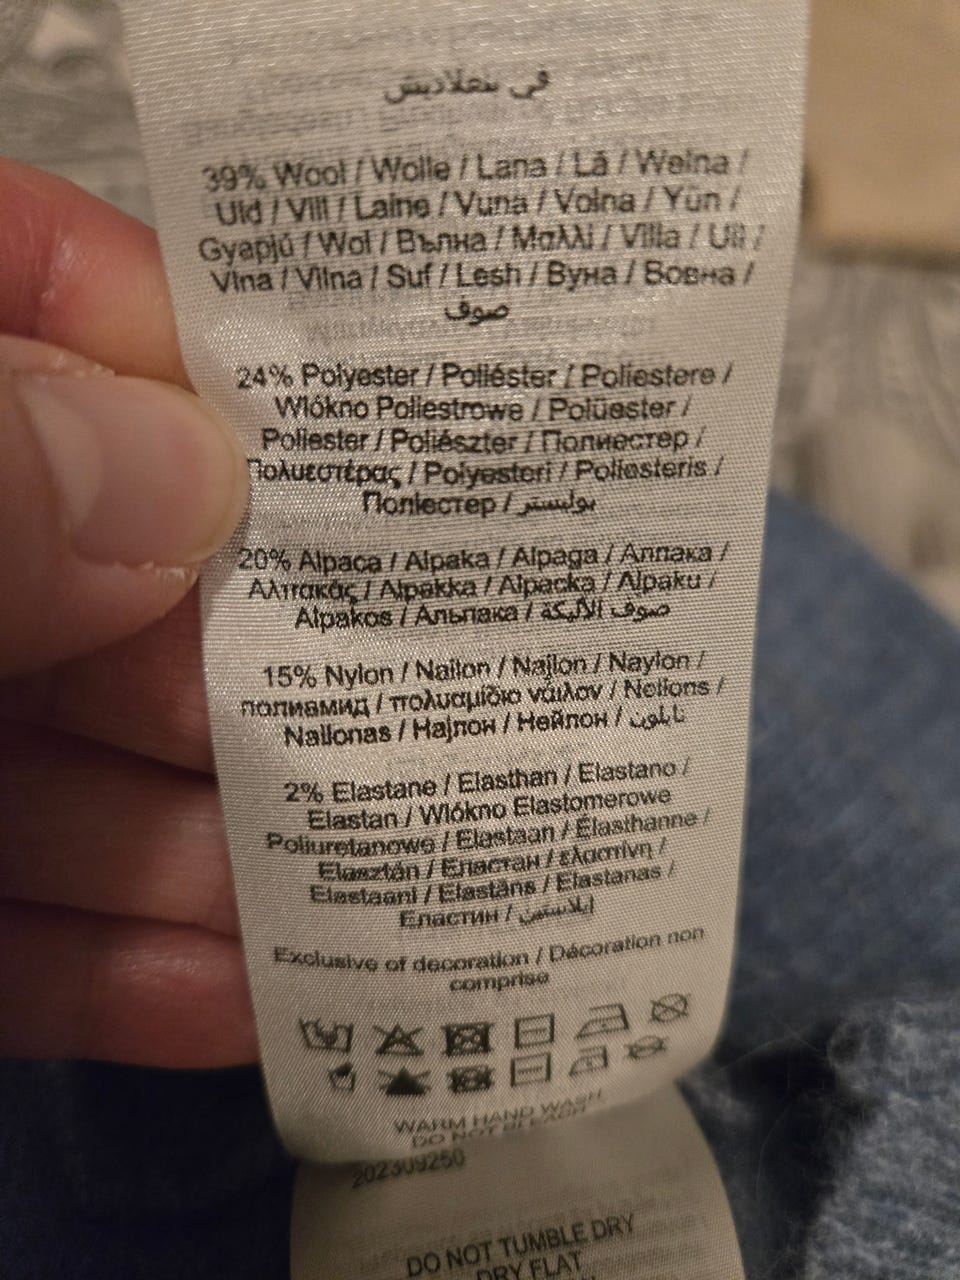 في بنغلاديش
39% Wool / Wolle / Lana / Lã / Wełna /
Uld / Vill / Laine / Vuna / Volna / Yün /
Gyapjú / Wol / Вълна / Μαλλί / Villa / Ull /
Vlna / Vilna / Suf / Lesh / Вуна / Вовна /
صوف
24% Polyester / Poliéster / Poliestere /
Włókno Poliestrowe / Polüester /
Poliester / Poliészter / Полиестер /
Πολυεστέρας / Polyesteri / Poliesteris /
Поліестер / بوليستر
20% Alpaca / Alpaka / Alpaga / Алпака /
Αλπακάς / Alpakka / Alpacka / Alpaku /
Alpakos / Альпака / صوف الألبكة
15% Nylon / Nailon / Najlon / Naylon /
полиамид / πολυαμίδιο νάιλον / Neilons /
Nailonas / Најлон / Нейлон / نايلون
2% Elastane / Elasthan / Elastano /
Elastan / Włókno Elastomerowe
Poliuretanowe / Elastaan / Élasthanne /
Elasztán / Еластан / ελαστίνη /
Elastaani / Elastāns / Elastanas /
Еластин / إيلاستين
Exclusive of decoration / Décoration non
comprise
WARM HAND WASH
DO NOT BLEACH
202309250
DO NOT TUMBLE DRY
DRY FLAT